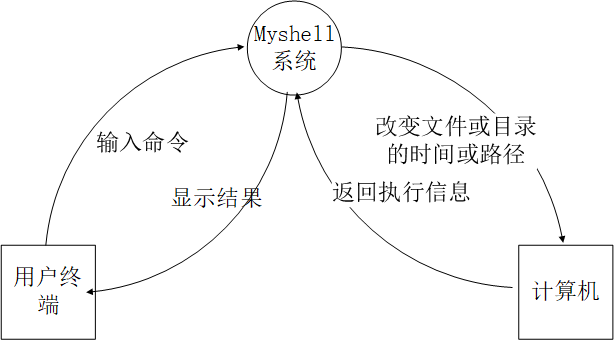 Myshell
系统
改变文件或目录
的时间或路径
输入命令
显示结果
返回执行信息
用户终
端
计算机